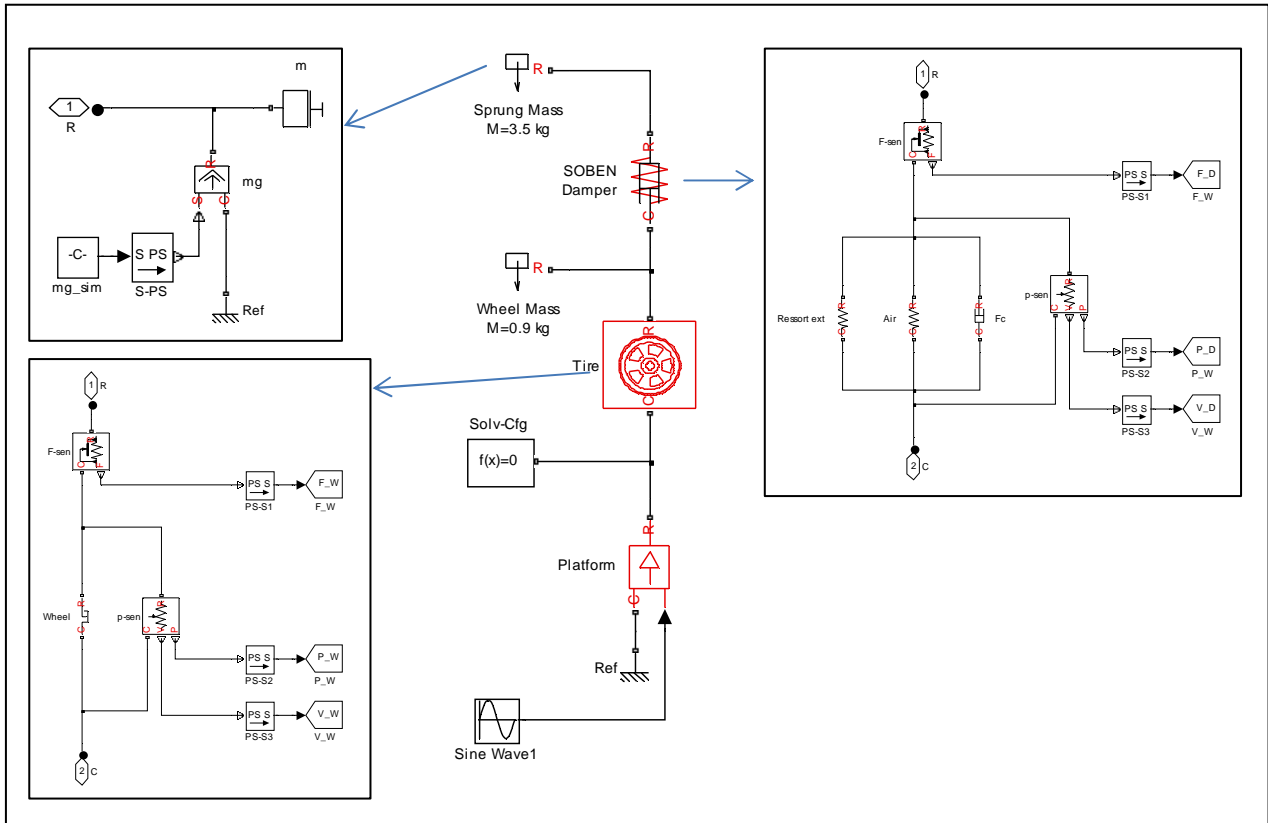 m
1
R
R
mg
S
C
-C-
mg_sim
S PS
S-PS
Ref
R
Sprung Mass
M=3.5 kg
R
SOBEN
Damper
C
R
Wheel Mass
M=0.9 kg
R
Tire
C
Solv-Cfg
f(x)=0
R
Platform
C
Ref
Sine Wave1
1
R
F-sen
R
C
F
PS S
PS-S1
F_D
F_W
R
Ressort ext
C
R
Air
C
R
Fc
C
p-sen
R
C
V
P
PS S
PS-S2
P_D
P_W
PS S
PS-S3
V_D
V_W
2
C
1
R
F-sen
R
C
F
PS S
PS-S1
F_W
F_W
R
Wheel
C
p-sen
R
C
V
P
PS S
PS-S2
P_W
P_W
PS S
PS-S3
V_W
V_W
2
C